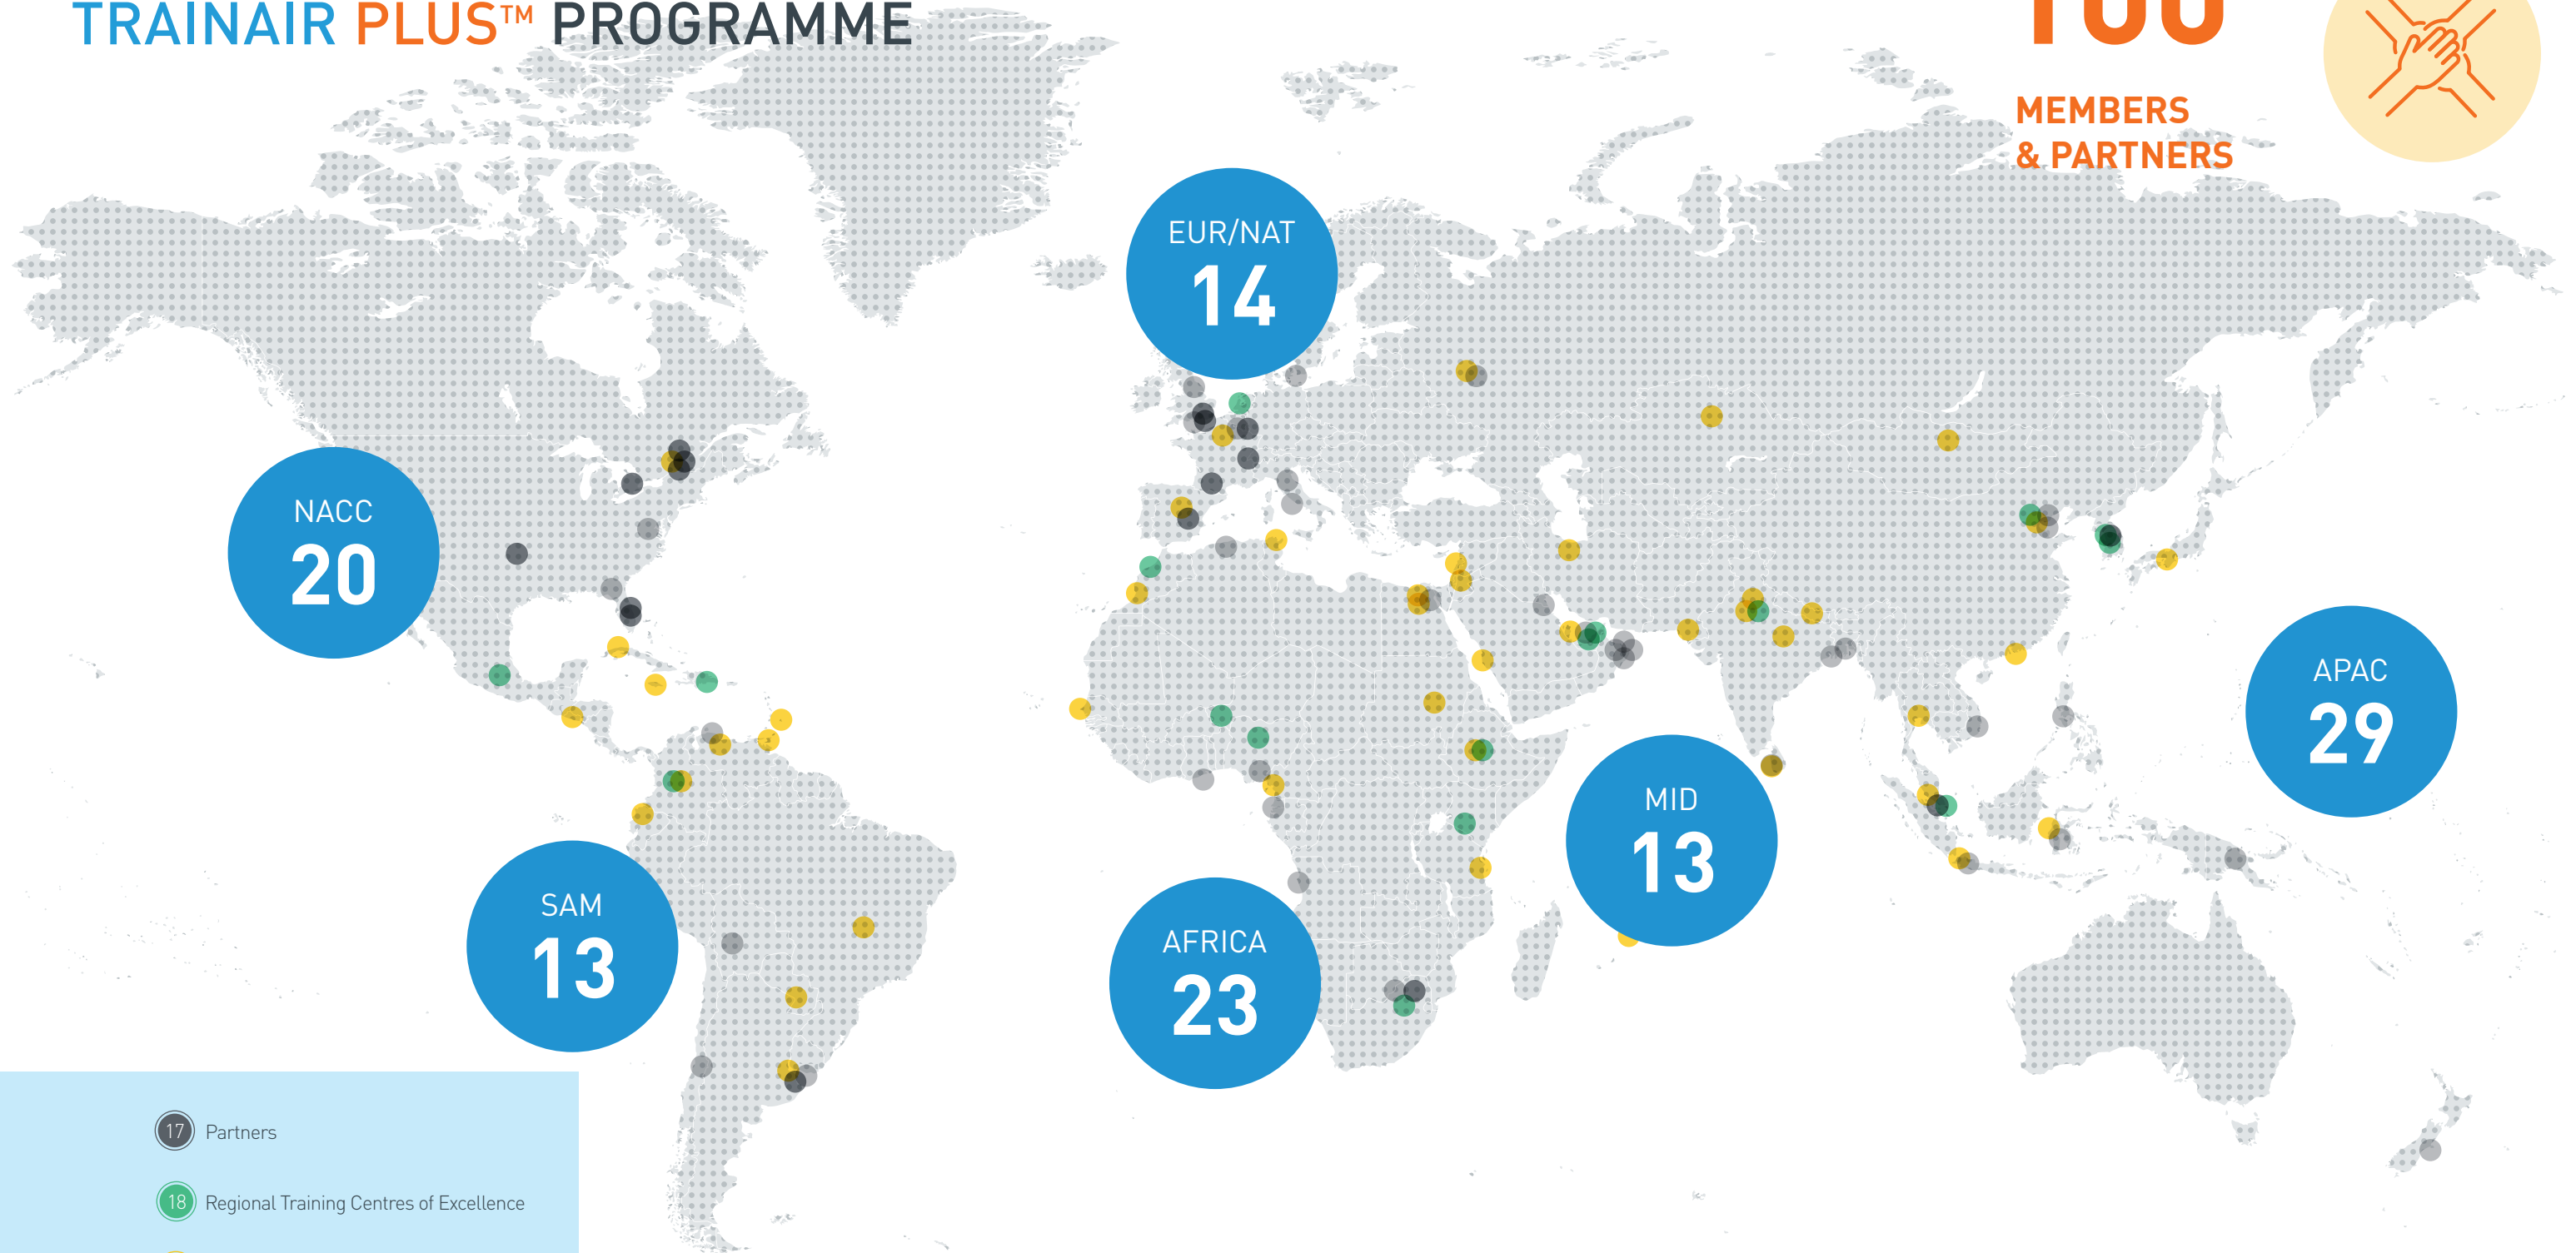 TRAINAIR PLUS™ PROGRAMME
MEMBERS
& PARTNERS
EUR/NAT
14
NACC
20
APAC
29
MID
13
SAM
13
AFRICA
23
17 Partners
18 Regional Training Centres of Excellence